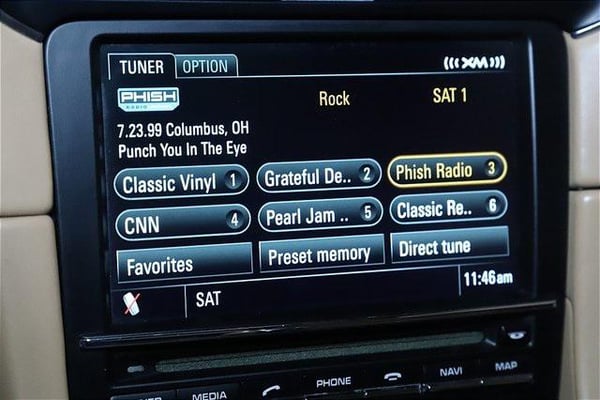 TUNER OPTION XM
PHISH Rock SAT 1
RADIO
7.23.99 Columbus, OH
Punch You In The Eye
Classic Vinyl 1 Grateful De.. 2 Phish Radio 3
CNN 4 Pearl Jam .. 5 Classic Re.. 6
Favorites Preset memory Direct tune
11:46am
SAT
TUNER MEDIA PHONE NAVI MAP